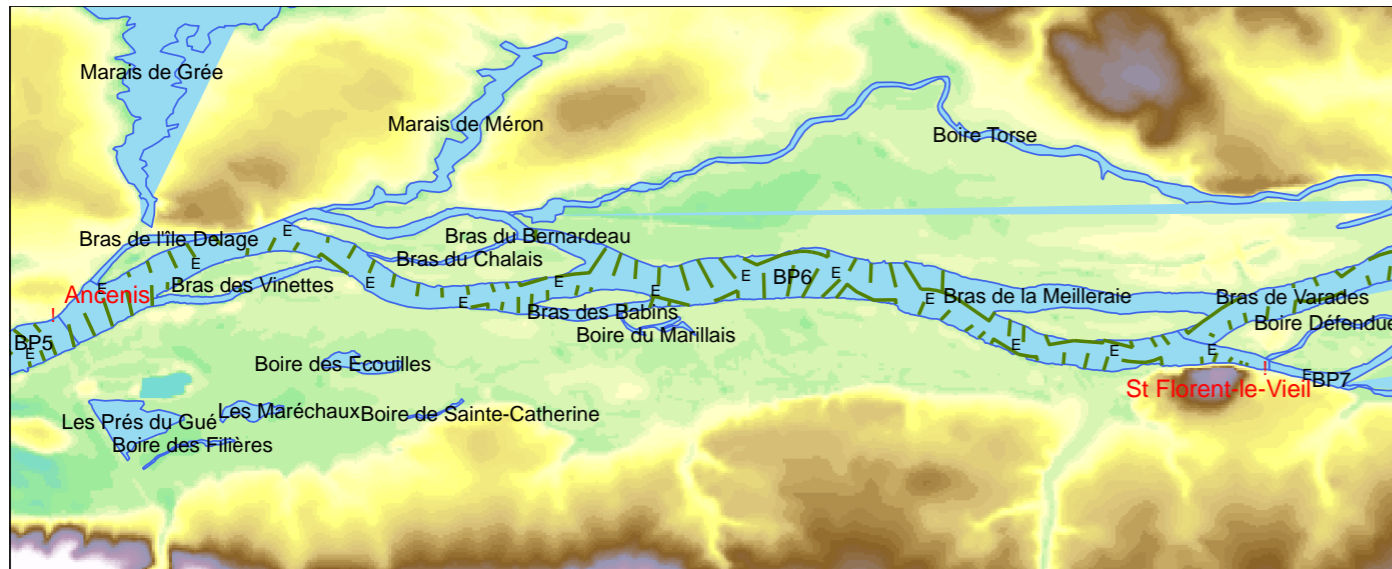 Marais de Grée
Marais de Méron
Boire Torse
Bras de l'île Delage
E
Bras du Bernardeau
Bras du Chalais
E
Bras des Vinettes
E
E
E
BP6
E
E
Ancenis
E
!
E
E
E
Bras de la Meilleraie
Bras de Varades
Bras des Babins
Boire du Marillais
Boire Défendue
BP5
E
E
E
Boire des Ecouilles
!
E
BP7
St Florent-le-Vieil
Les Prés du Gué
Les Maréchaux
Boire de Sainte-Catherine
Boire des Filières